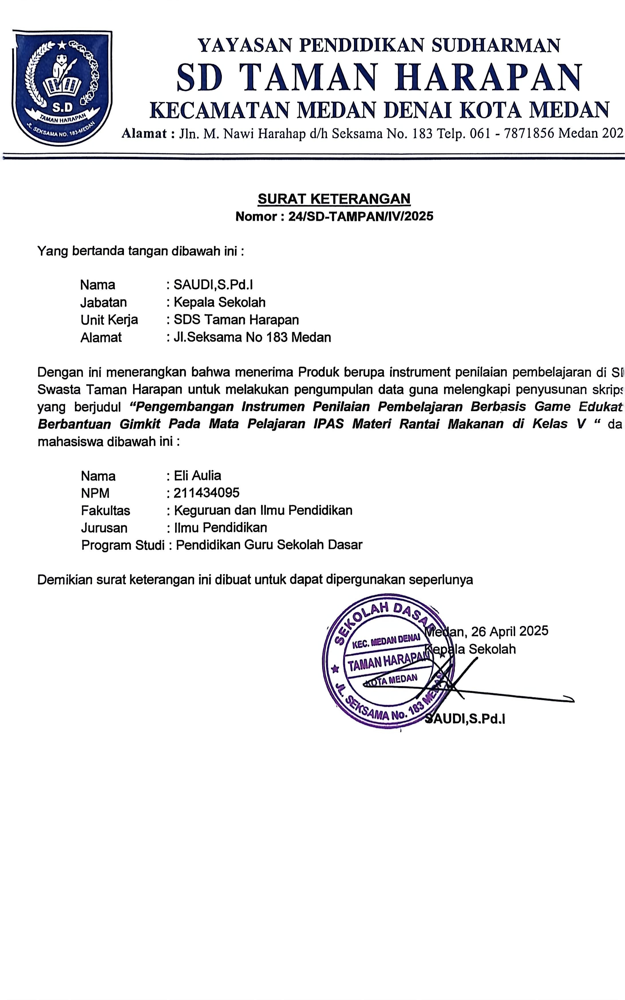 YAYASAN PENDIDIKAN SUDHARMAN
SD TAMAN HARAPAN
KECAMATAN MEDAN DENAI KOTA MEDAN
Alamat : Jln. M. Nawi Harahap d/h Seksama No. 183 Telp. 061 - 7871856 Medan 202
S.D
TAMAN HARAPAN
JL. SEKSAMA NO. 183-MEDAN
SURAT KETERANGAN
Nomor : 24/SD-TAMPAN/IV/2025
Yang bertanda tangan dibawah ini :
Nama : SAUDI,S.Pd.I
Jabatan : Kepala Sekolah
Unit Kerja : SDS Taman Harapan
Alamat : Jl.Seksama No 183 Medan
Dengan ini menerangkan bahwa menerima Produk berupa instrument penilaian pembelajaran di
Swasta Taman Harapan untuk melakukan pengumpulan data guna melengkapi penyusunan skrips
yang berjudul “Pengembangan Instrumen Penilaian Pembelajaran Berbasis Game Edukat
Berbantuan Gimkit Pada Mata Pelajaran IPAS Materi Rantai Makanan di Kelas V “ da
mahasiswa dibawah ini :
Nama : Eli Aulia
NPM : 211434095
Fakultas : Keguruan dan Ilmu Pendidikan
Jurusan : Ilmu Pendidikan
Program Studi : Pendidikan Guru Sekolah Dasar
Demikian surat keterangan ini dibuat untuk dapat dipergunakan seperlunya
Medan, 26 April 2025
Kepala Sekolah
SEKOLAH DASAR
KEC. MEDAN DENAI
TAMAN HARAPAN
KOTA MEDAN
JL. SEKSAMA No. 183 MEDAN
SAUDI,S.Pd.I